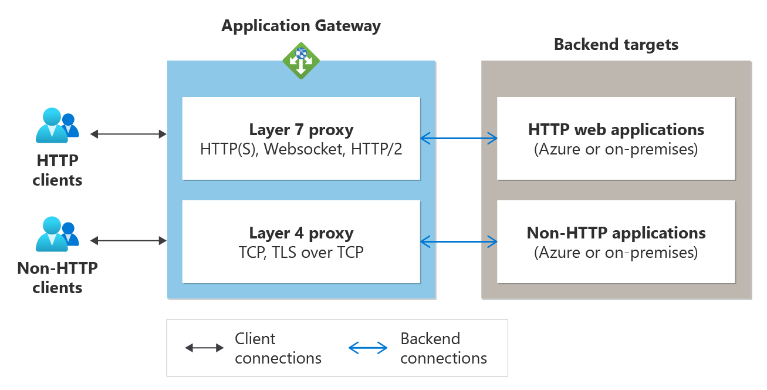 Application Gateway
Backend targets
HTTP
clients
Layer 7 proxy
HTTP(S), Websocket, HTTP/2
HTTP web applications
(Azure or on-premises)
Non-HTTP
clients
Layer 4 proxy
TCP, TLS over TCP
Non-HTTP applications
(Azure or on-premises)
Client
connections
Backend
connections